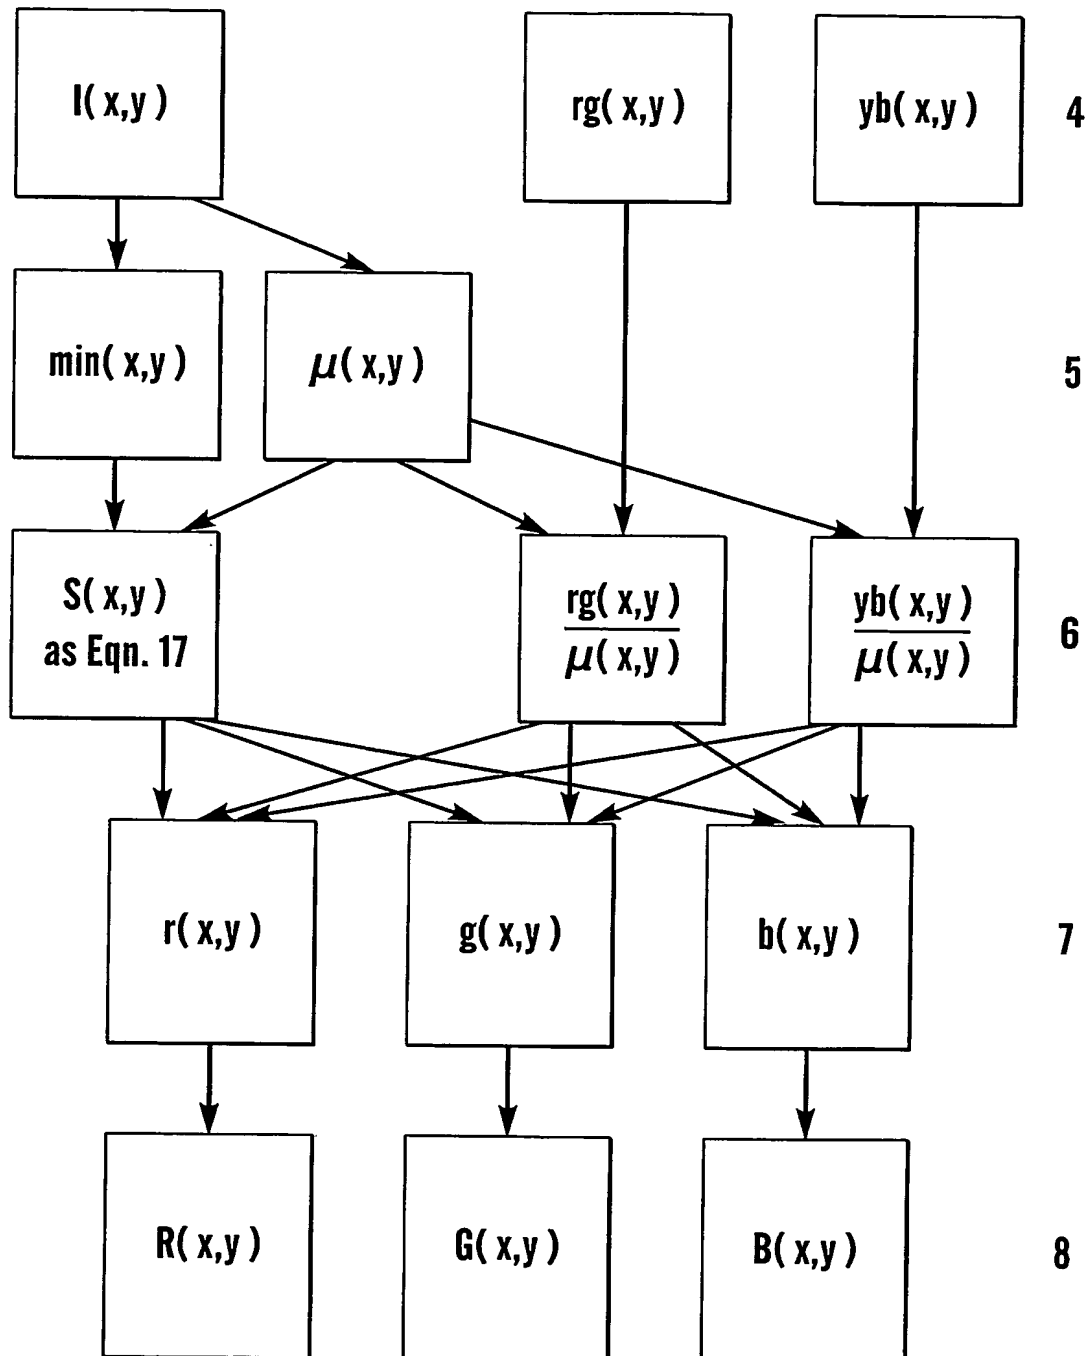 I(x,y)
rg(x,y)
yb(x,y)
4
min(x,y)
μ(x,y)
5
S(x,y)
as Eqn. 17
rg(x,y)
μ(x,y)
yb(x,y)
μ(x,y)
6
r(x,y)
g(x,y)
b(x,y)
7
R(x,y)
G(x,y)
B(x,y)
8